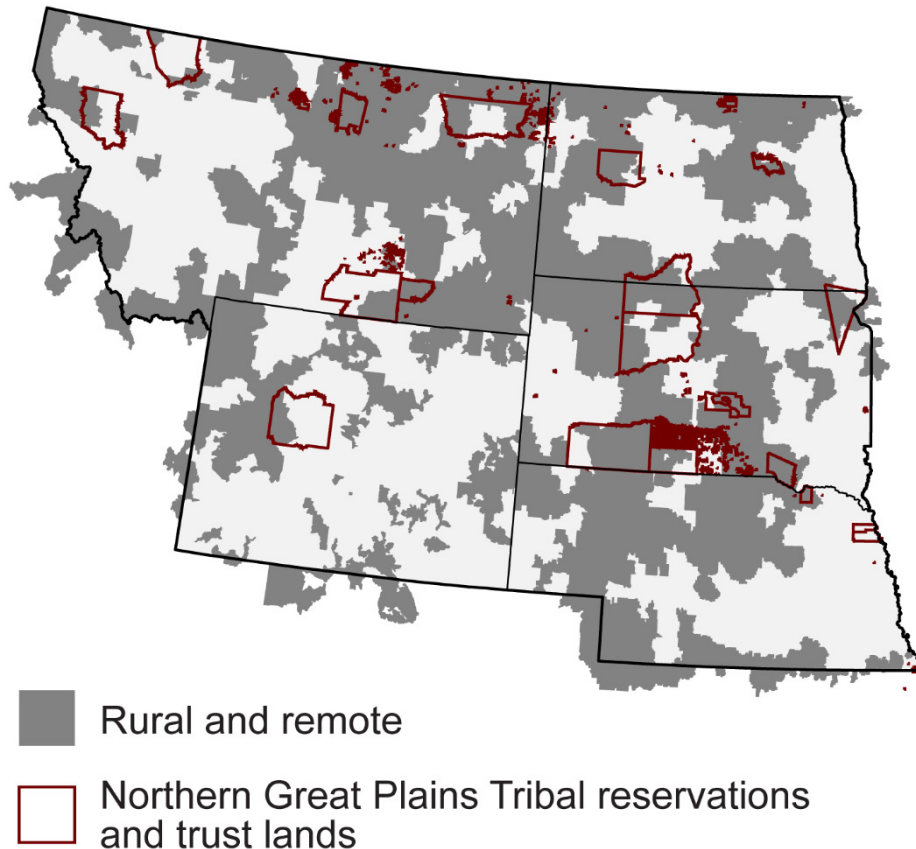 Rural and remote
Northern Great Plains Tribal reservations
and trust lands